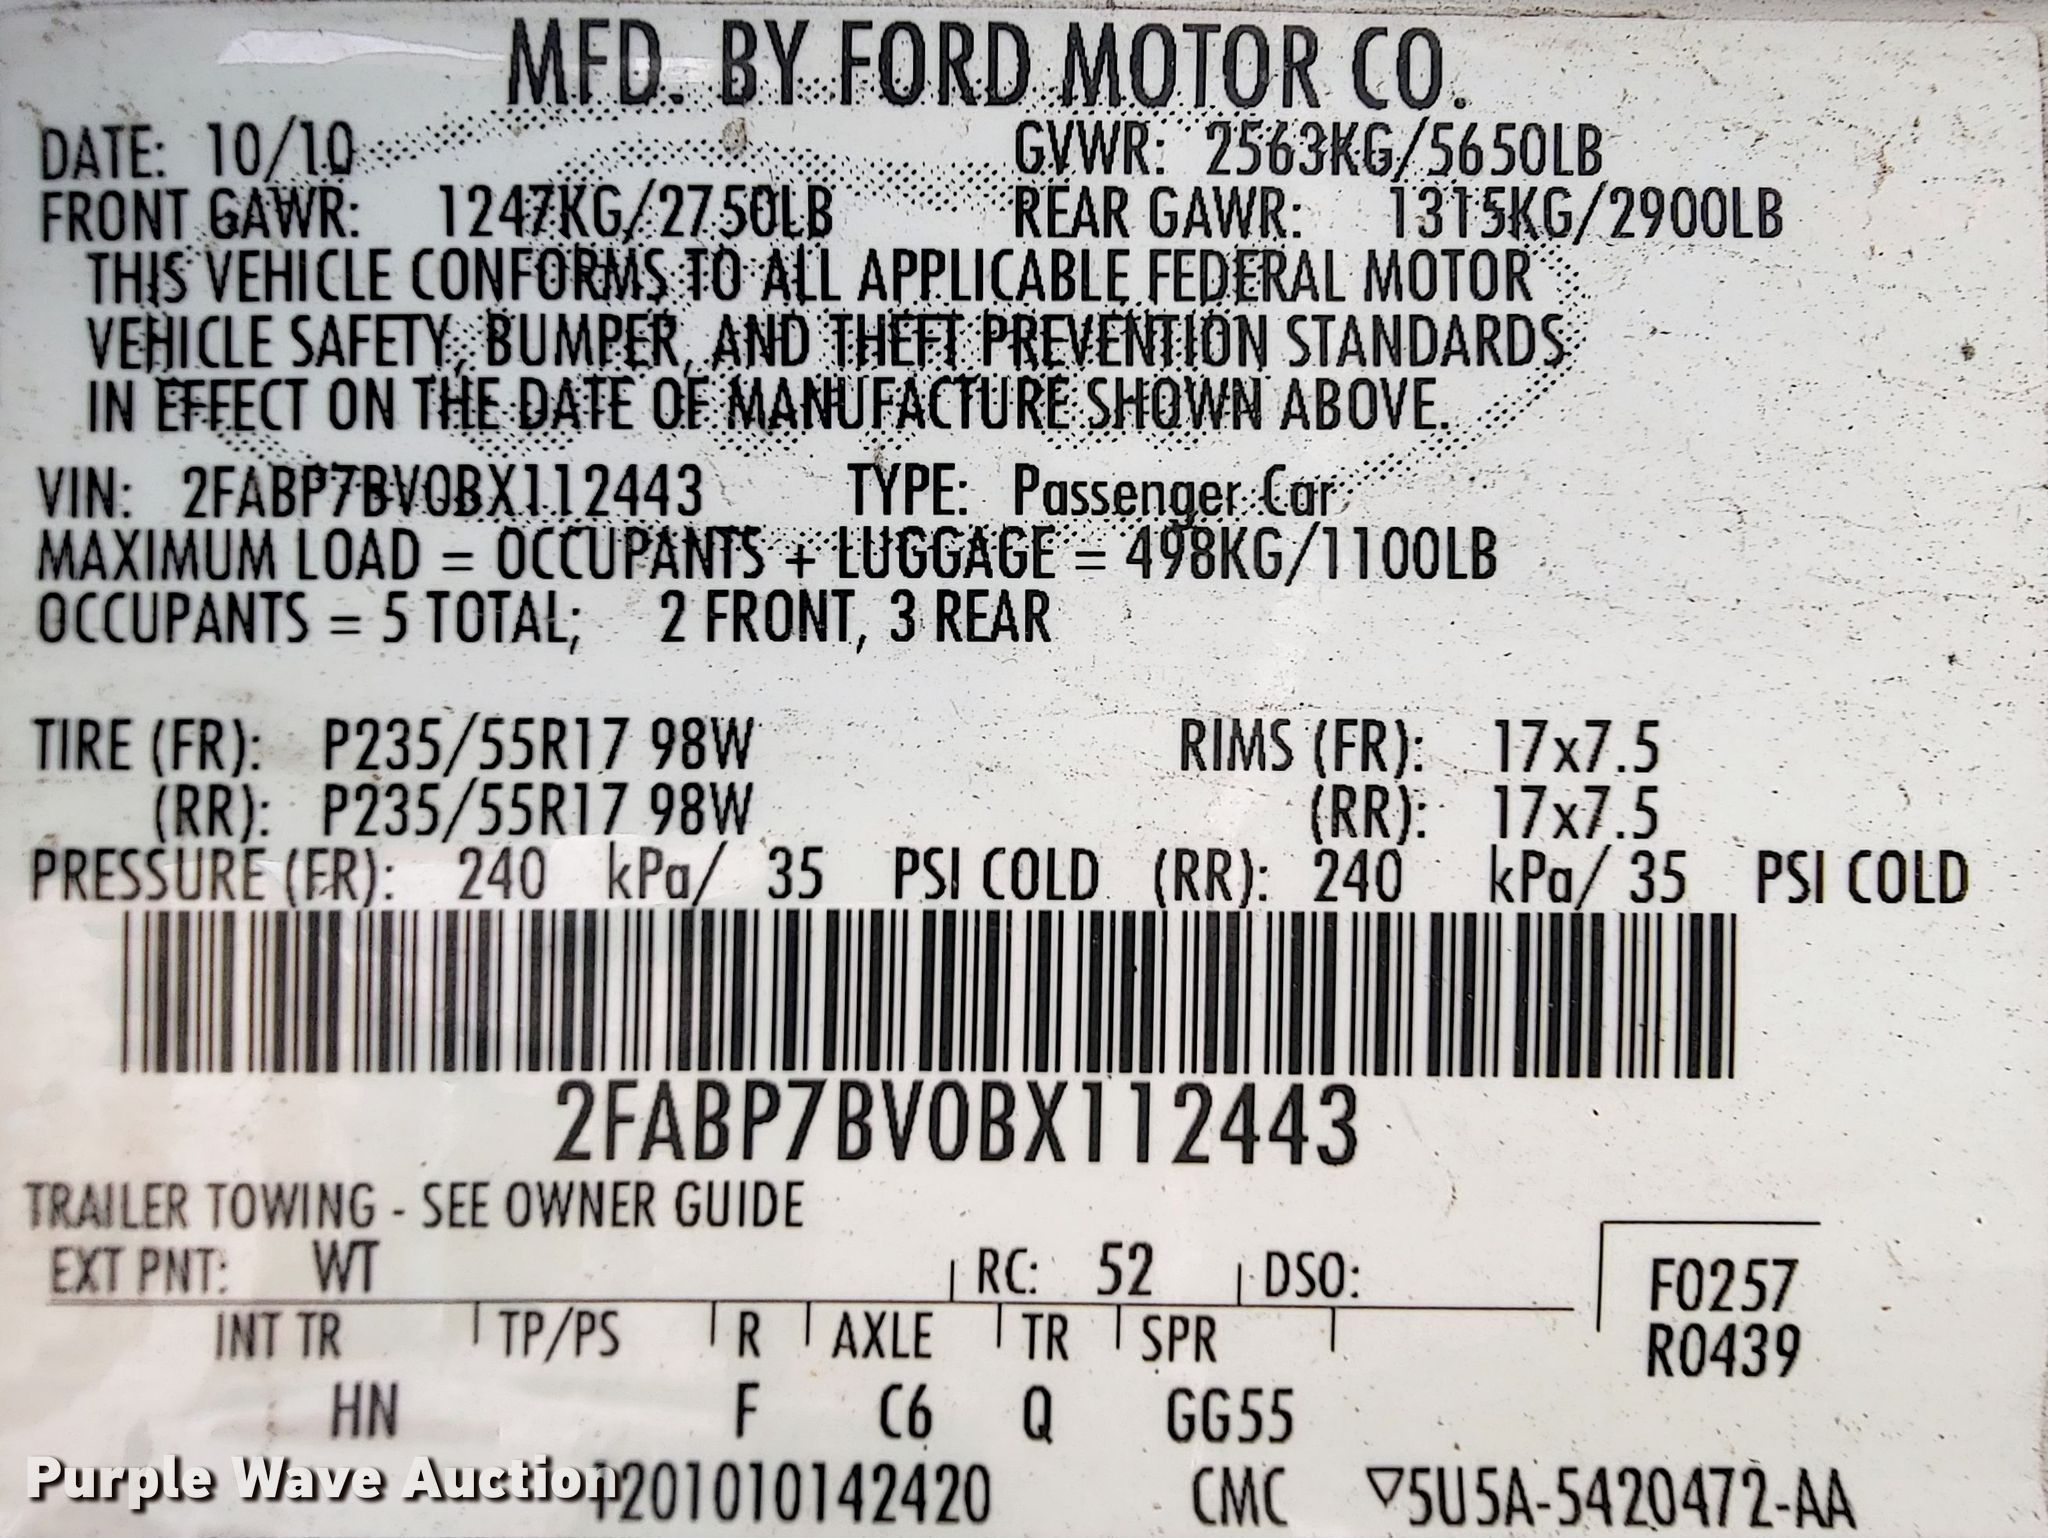 MFD. BY FORD MOTOR CO.
DATE: 10/10 GVWR: 2563KG/5650LB
FRONT GAWR: 1247KG/2750LB REAR GAWR: 1315KG/2900LB
THIS VEHICLE CONFORMS TO ALL APPLICABLE FEDERAL MOTOR
VEHICLE SAFETY, BUMPER, AND THEFT PREVENTION STANDARDS
IN EFFECT ON THE DATE OF MANUFACTURE SHOWN ABOVE.
VIN: 2FABP7BV0BX112443 TYPE: Passenger Car
MAXIMUM LOAD = OCCUPANTS + LUGGAGE = 498KG/1100LB
OCCUPANTS = 5 TOTAL; 2 FRONT, 3 REAR
TIRE (FR): P235/55R17 98W RIMS (FR): 17x7.5
(RR): P235/55R17 98W (RR): 17x7.5
PRESSURE (FR): 240 kPa/ 35 PSI COLD (RR): 240 kPa/ 35 PSI COLD
2FABP7BV0BX112443
TRAILER TOWING - SEE OWNER GUIDE
EXT PNT: WT RC: 52 DSO:
F0257
INT TR TP/PS R AXLE TR SPR
R0439
HN F C6 Q GG55
Purple Wave Auction
1201010142420 CMC ▽5U5A-5420472-AA